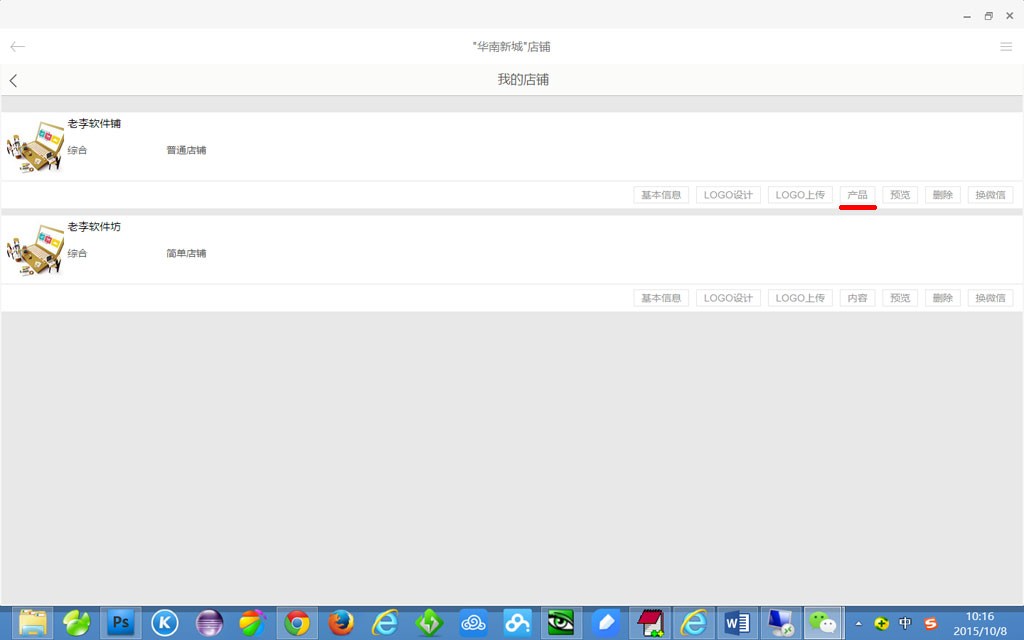 "华南新城"店铺
我的店铺
老李软件铺
综合 普通店铺
基本信息 LOGO设计 LOGO上传 产品 预览 删除 换微信
老李软件坊
综合 简单店铺
基本信息 LOGO设计 LOGO上传 内容 预览 删除 换微信
Ps K 中 S 10:16
2015/10/8